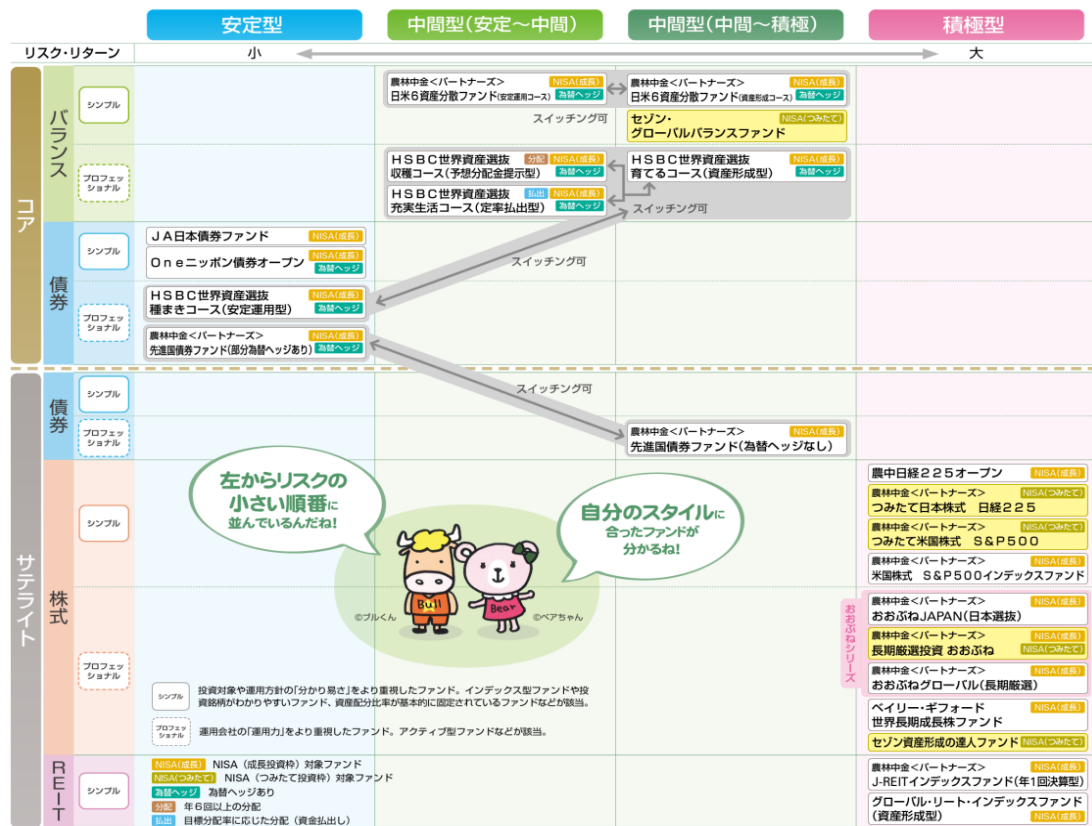 安定型
中間型(安定～中間)
中間型(中間～積極)
積極型
リスク・リターン
小
大
コア
バランス
シンプル
農林中金<パートナーズ> NISA(成長)
日米6資産分散ファンド(安定運用コース) 為替ヘッジ
農林中金<パートナーズ> NISA(成長)
日米6資産分散ファンド(資産形成コース) 為替ヘッジ
スイッチング可
セゾン・ NISA(つみたて)
グローバルバランスファンド
プロフェッ
ショナル
HSBC世界資産選抜 分配 NISA(成長)
収穫コース(予想分配金提示型) 為替ヘッジ
HSBC世界資産選抜 払出 NISA(成長)
充実生活コース(定率払出型) 為替ヘッジ
HSBC世界資産選抜 NISA(成長)
育てるコース(資産形成型) 為替ヘッジ
スイッチング可
債券
シンプル
JA日本債券ファンド NISA(成長)
Oneニッポン債券オープン NISA(成長)
為替ヘッジ
スイッチング可
プロフェッ
ショナル
HSBC世界資産選抜 NISA(成長)
種まきコース(安定運用型) 為替ヘッジ
農林中金<パートナーズ> NISA(成長)
先進国債券ファンド(部分為替ヘッジあり) 為替ヘッジ
サテライト
債券
シンプル
スイッチング可
プロフェッ
ショナル
農林中金<パートナーズ> NISA(成長)
先進国債券ファンド(為替ヘッジなし)
株式
シンプル
左からリスクの
小さい順番に
並んでいるんだね!
自分のスタイルに
合ったファンドが
分かるね!
Bull
Bear
©ブルくん
©ベアちゃん
農中日経225オープン NISA(成長)
農林中金<パートナーズ> NISA(つみたて)
つみたて日本株式 日経225
農林中金<パートナーズ> NISA(つみたて)
つみたて米国株式 S&P500
農林中金<パートナーズ> NISA(成長)
米国株式 S&P500インデックスファンド
プロフェッ
ショナル
おおぶねシリーズ
農林中金<パートナーズ> NISA(成長)
おおぶねJAPAN(日本選抜)
農林中金<パートナーズ> NISA(成長)
長期厳選投資 おおぶね NISA(つみたて)
農林中金<パートナーズ> NISA(成長)
おおぶねグローバル(長期厳選)
ベイリー・ギフォード NISA(成長)
世界長期成長株ファンド
セゾン資産形成の達人ファンド NISA(つみたて)
シンプル
投資対象や運用方針の「分かり易さ」をより重視したファンド。インデックス型ファンドや投
資銘柄がわかりやすいファンド、資産配分比率が基本的に固定されているファンドなどが該当。
プロフェッ
ショナル
運用会社の「運用力」をより重視したファンド。アクティブ型ファンドなどが該当。
REIT
シンプル
NISA(成長) NISA(成長投資枠)対象ファンド
NISA(つみたて) NISA(つみたて投資枠)対象ファンド
為替ヘッジ 為替ヘッジあり
分配 年6回以上の分配
払出 目標分配率に応じた分配(資金払出し)
農林中金<パートナーズ> NISA(成長)
J-REITインデックスファンド(年1回決算型)
グローバル・リート・インデックスファンド
(資産形成型) NISA(成長)